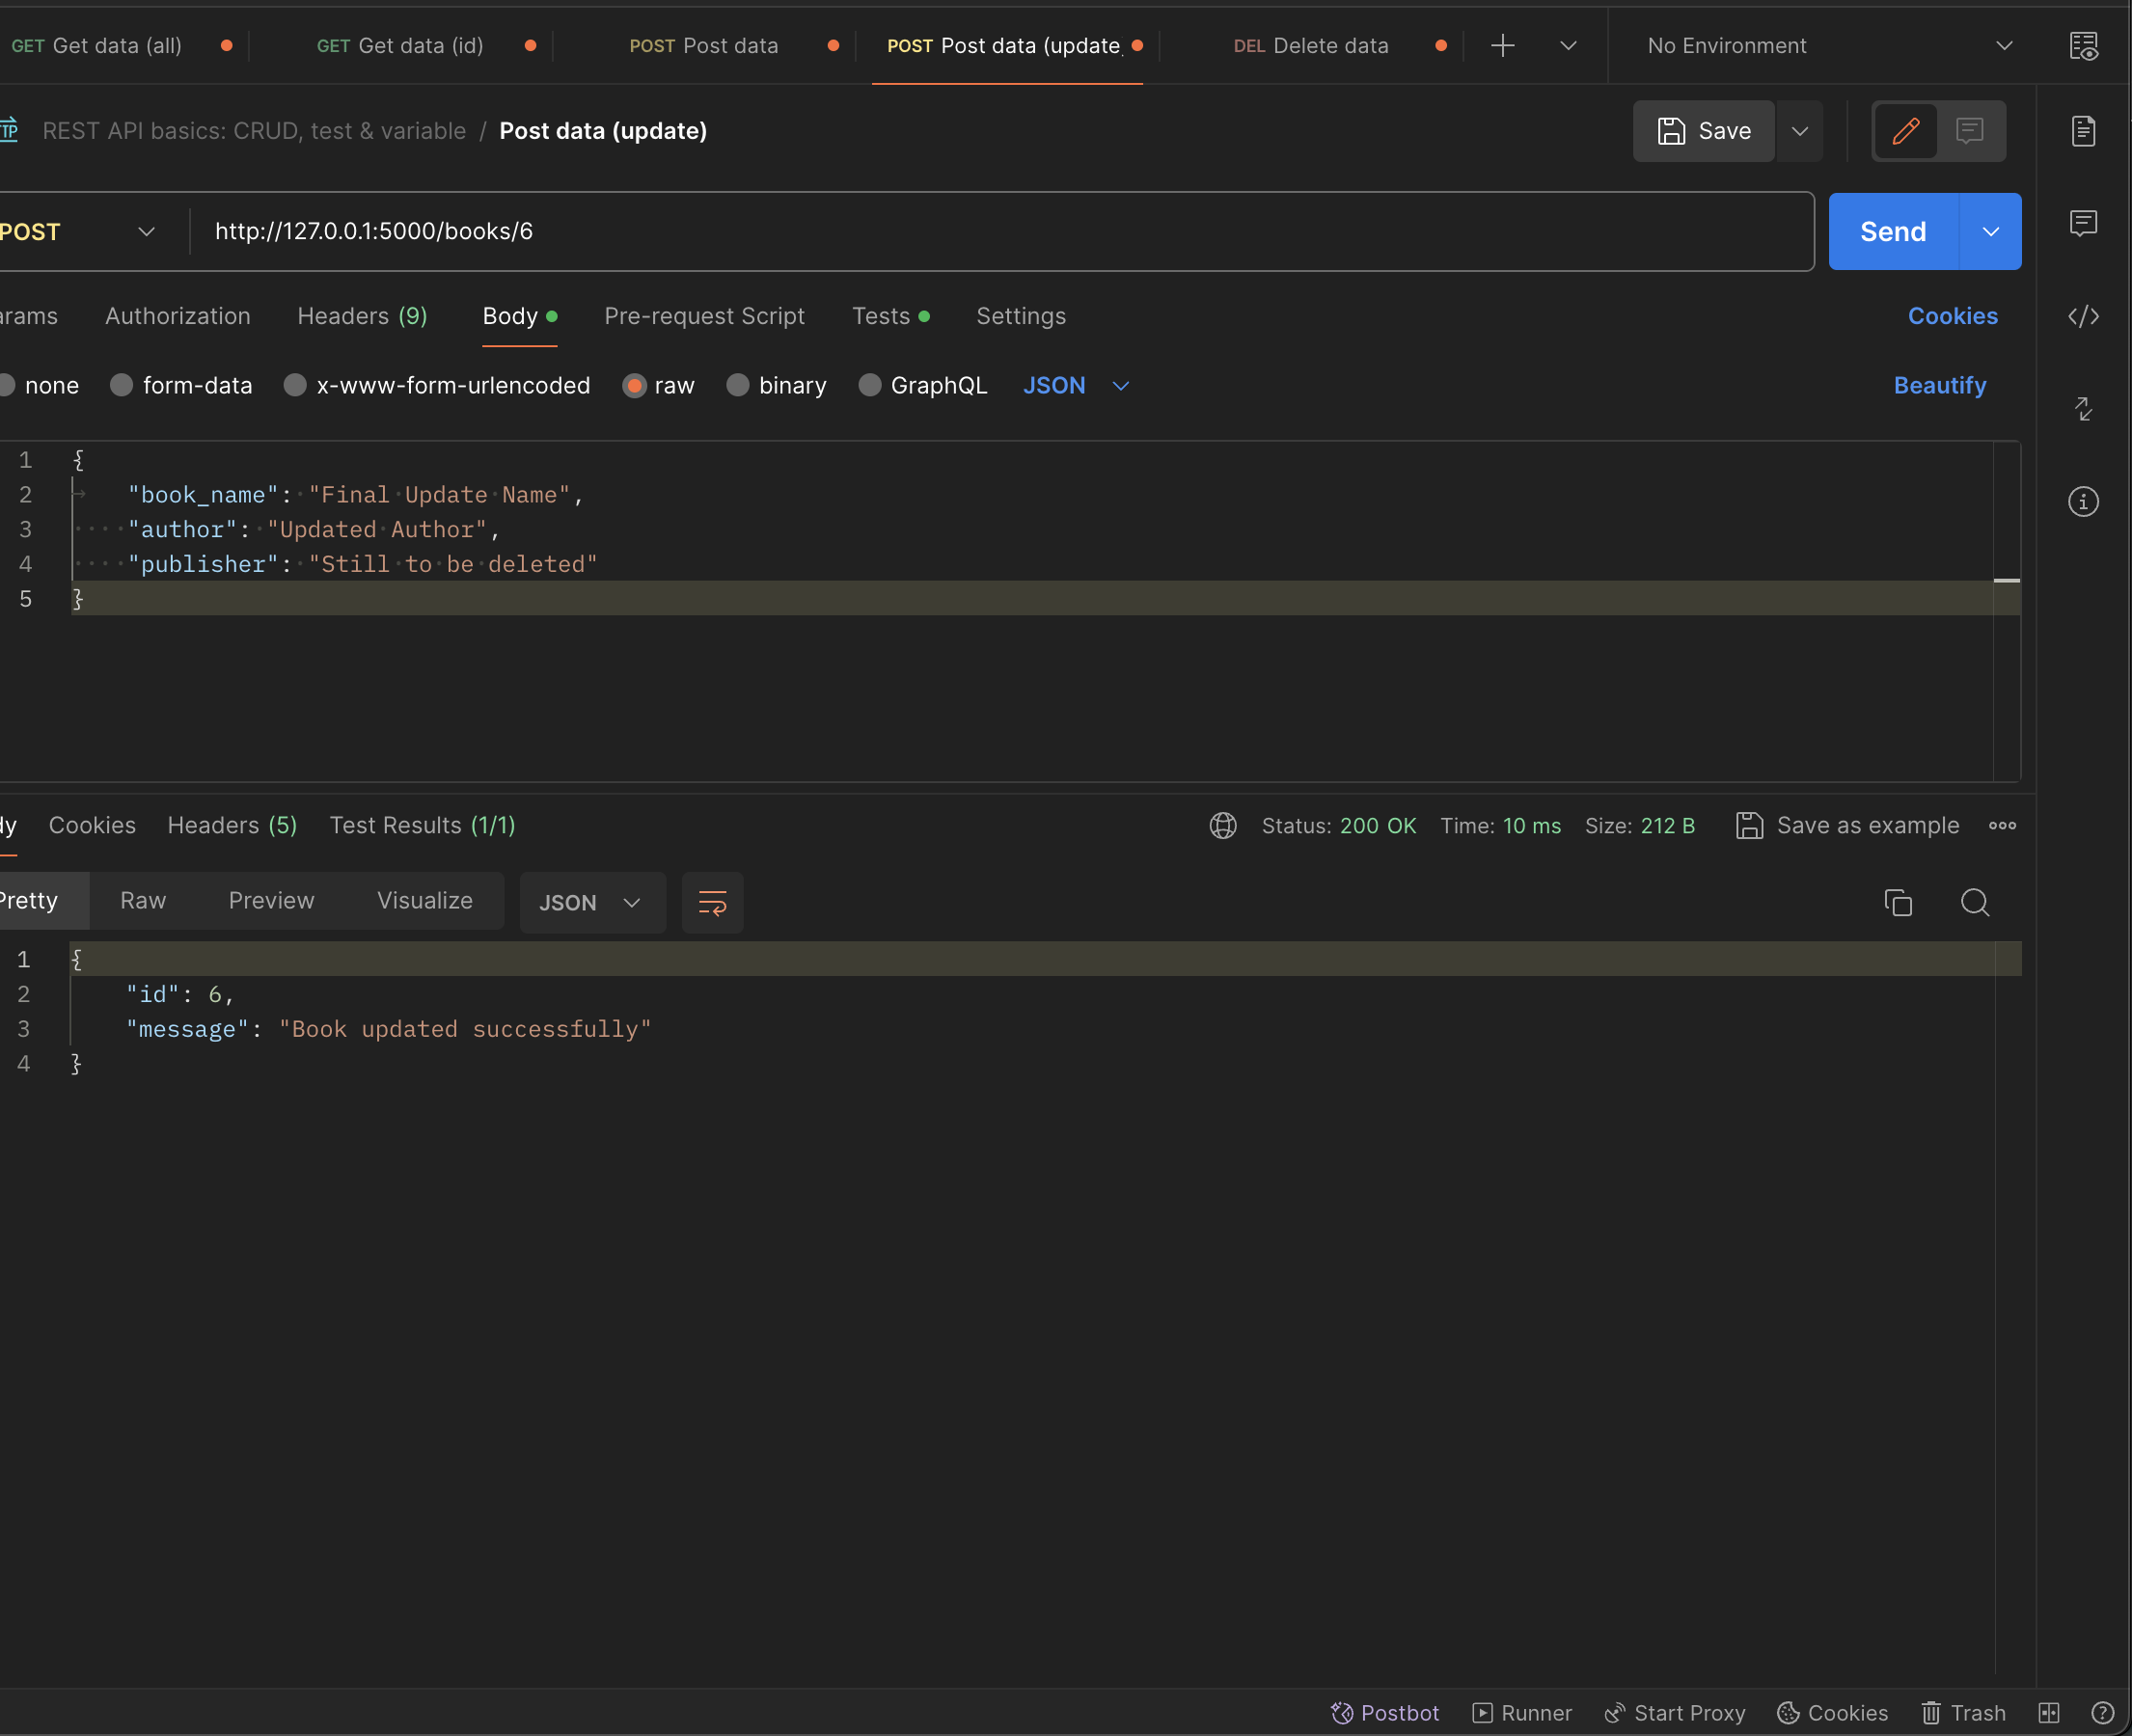 GET Get data (all) GET Get data (id) POST Post data POST Post data (update) DEL Delete data No Environment
REST API basics: CRUD, test & variable / Post data (update) Save
POST http://127.0.0.1:5000/books/6 Send
arams Authorization Headers (9) Body Pre-request Script Tests Settings Cookies
none form-data x-www-form-urlencoded raw binary GraphQL JSON Beautify
1 {
2 "book_name": "Final Update Name",
3 "author": "Updated Author",
4 "publisher": "Still to be deleted"
5 }
dy Cookies Headers (5) Test Results (1/1) Status: 200 OK Time: 10 ms Size: 212 B Save as example
Pretty Raw Preview Visualize JSON
1 {
2 "id": 6,
3 "message": "Book updated successfully"
4 }
Postbot Runner Start Proxy Cookies Trash